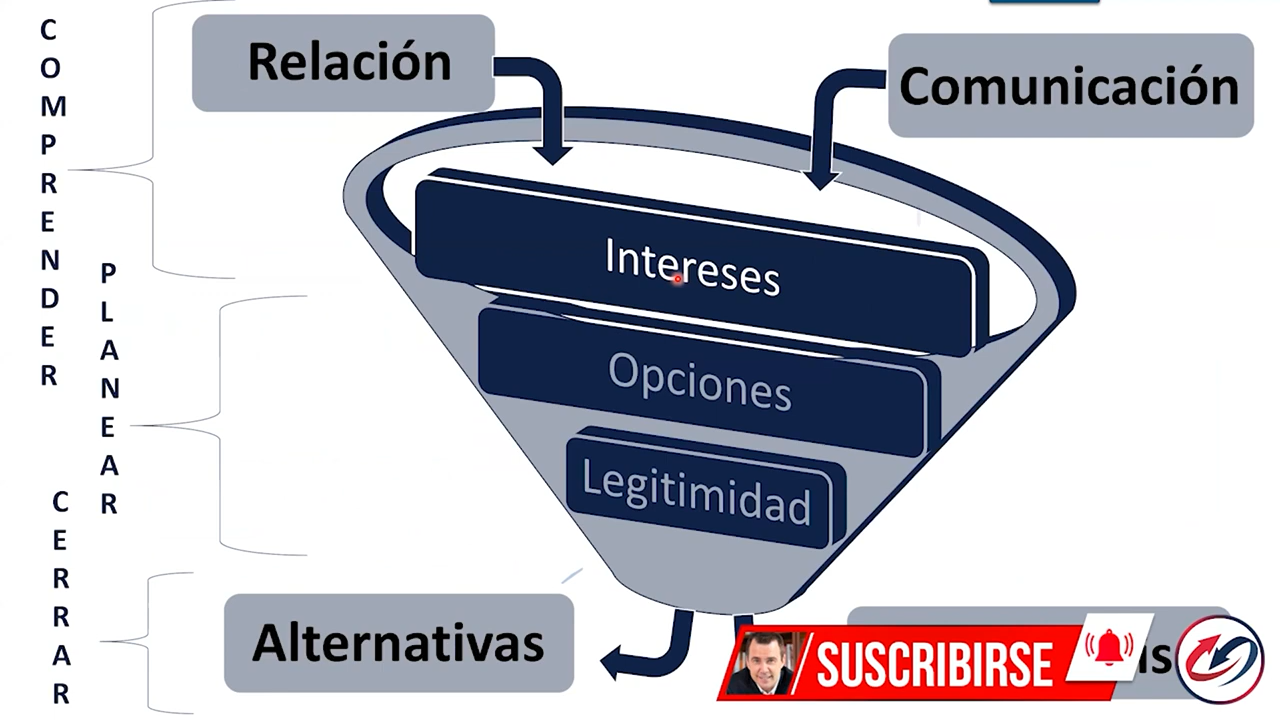 COMPRENDER
PLANEAR
CERRAR
Relación
Comunicación
Intereses
Opciones
Legitimidad
Alternativas
SUSCRIBIRSE